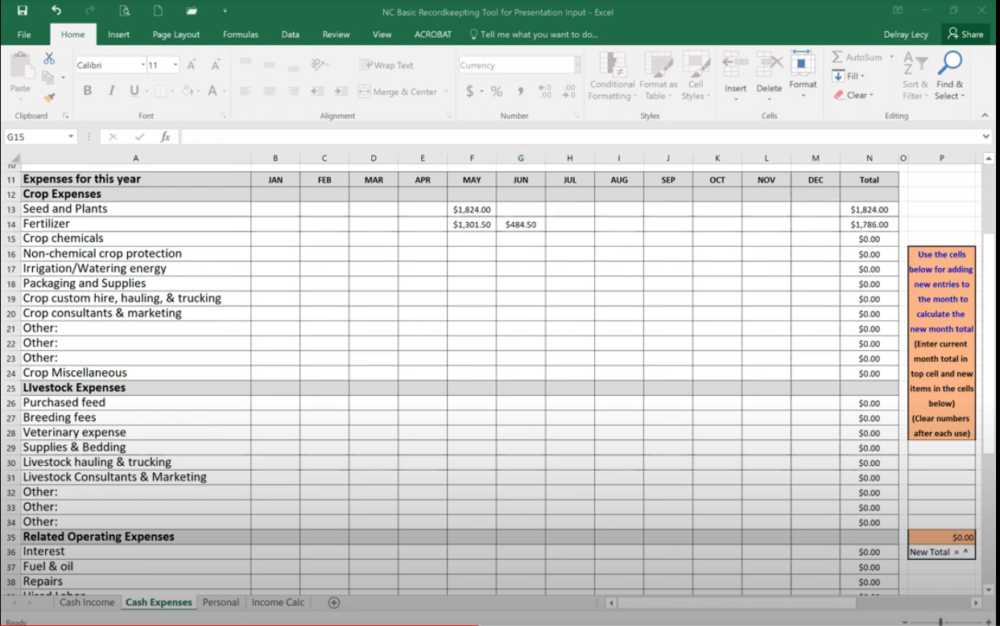 NC Basic Recordkeepting Tool for Presentation Input - Excel
File Home Insert Page Layout Formulas Data Review View ACROBAT Tell me what you want to do... Delray Lecy Share
Calibri 11 Wrap Text Currency AutoSum
Paste B I U A Merge & Center $ % Conditional Formatting Format as Table Cell Styles Insert Delete Format Fill Clear Sort & Filter Find & Select
Clipboard Font Alignment Number Styles Cells Editing
G15 fx
A B C D E F G H I J K L M N O P
10
11 Expenses for this year JAN FEB MAR APR MAY JUN JUL AUG SEP OCT NOV DEC Total
12 Crop Expenses
13 Seed and Plants $1,824.00 $1,824.00
14 Fertilizer $1,301.50 $484.50 $1,786.00
15 Crop chemicals $0.00
16 Non-chemical crop protection $0.00 Use the cells
17 Irrigation/Watering energy $0.00 below for adding
18 Packaging and Supplies $0.00 new entries to
19 Crop custom hire, hauling, & trucking $0.00 the month to
20 Crop consultants & marketing $0.00 calculate the
21 Other: $0.00 new month total
22 Other: $0.00 (Enter current
23 Other: $0.00 month total in
24 Crop Miscellaneous $0.00 top cell and new
25 LIvestock Expenses items in the cells
26 Purchased feed $0.00 below)
27 Breeding fees $0.00 (Clear numbers
28 Veterinary expense $0.00 after each use)
29 Supplies & Bedding $0.00
30 Livestock hauling & trucking $0.00
31 Livestock Consultants & Marketing $0.00
32 Other: $0.00
33 Other: $0.00
34 Other: $0.00
35 Related Operating Expenses $0.00
36 Interest $0.00 New Total = ^
37 Fuel & oil $0.00
38 Repairs $0.00
Cash Income Cash Expenses Personal Income Calc
Ready